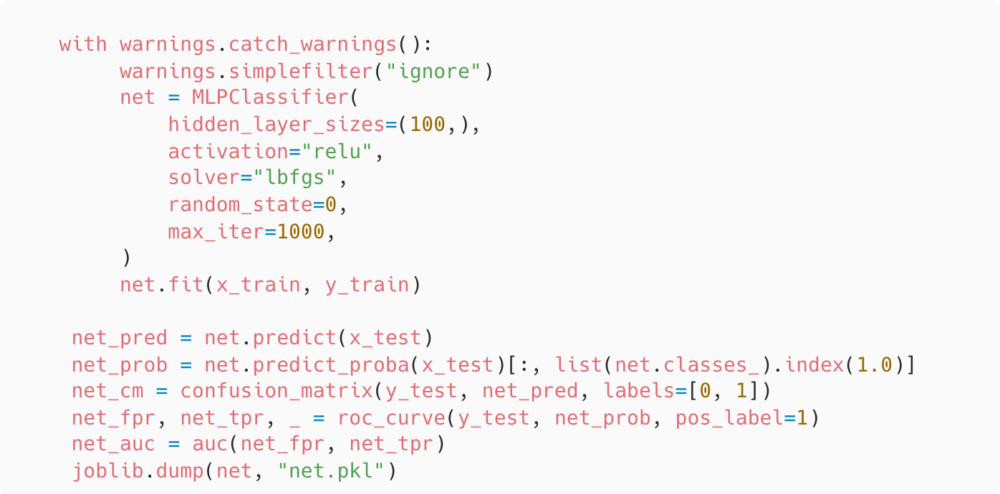 with warnings.catch_warnings():
     warnings.simplefilter("ignore")
     net = MLPClassifier(
         hidden_layer_sizes=(100,),
         activation="relu",
         solver="lbfgs",
         random_state=0,
         max_iter=1000,
     )
     net.fit(x_train, y_train)

 net_pred = net.predict(x_test)
 net_prob = net.predict_proba(x_test)[:, list(net.classes_).index(1.0)]
 net_cm = confusion_matrix(y_test, net_pred, labels=[0, 1])
 net_fpr, net_tpr, _ = roc_curve(y_test, net_prob, pos_label=1)
 net_auc = auc(net_fpr, net_tpr)
 joblib.dump(net, "net.pkl")